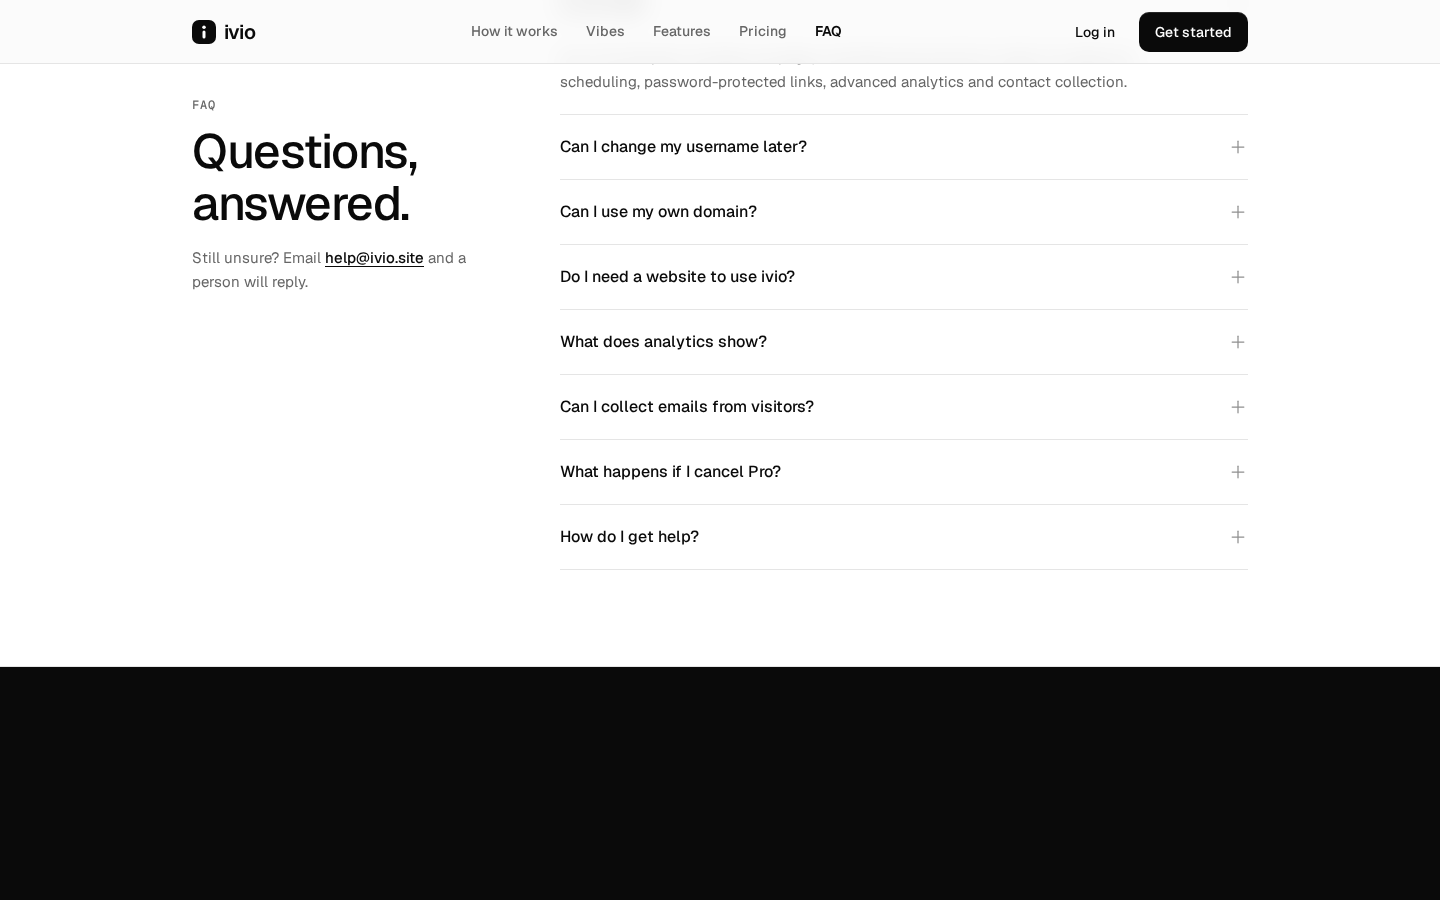 ivio
How it works
Vibes
Features
Pricing
FAQ
Log in
Get started
scheduling, password-protected links, advanced analytics and contact collection.
FAQ
Questions,
answered.
Still unsure? Email help@ivio.site and a
person will reply.
Can I change my username later?
Can I use my own domain?
Do I need a website to use ivio?
What does analytics show?
Can I collect emails from visitors?
What happens if I cancel Pro?
How do I get help?